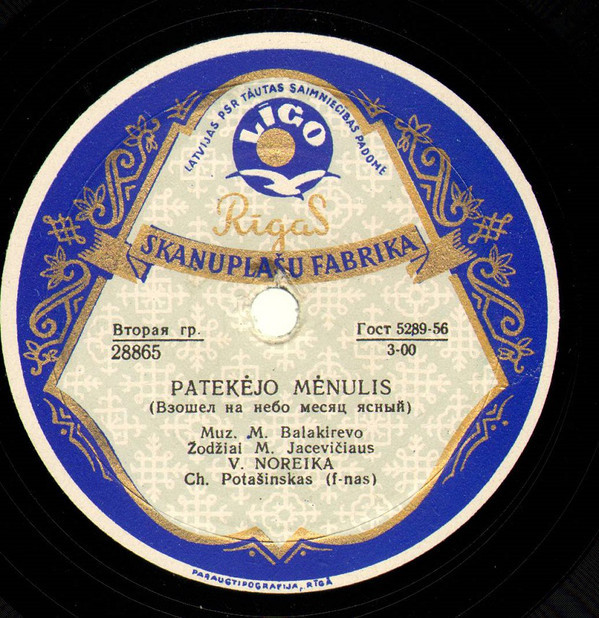 LATVIJAS PSR TAUTAS SAIMNIECĪBAS PADOME
LĪGO
Rīgas
SKAŅUPLAŠU FABRIKA
Вторая гр.
28865
Гост 5289-56
3-00
PATEKĖJO MĖNULIS
(Взошел на небо месяц ясный)
Muz. M. Balakirevo
Žodžiai M. Jacevičiaus
V. NOREIKA
Ch. Potašinskas (f-nas)
PARAUGTIPOGRAFIJA, RĪGĀ